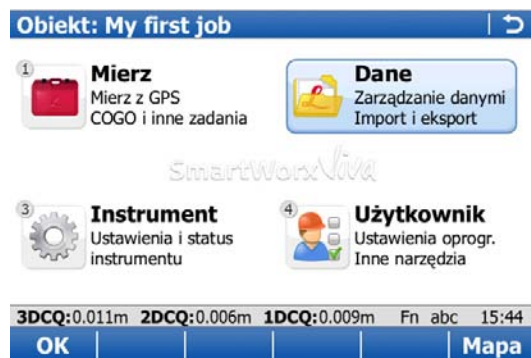 Obiekt: My first job
1 Mierz
Mierz z GPS
COGO i inne zadania
Dane
Zarządzanie danymi
Import i eksport
SmartWorx Viva
3 Instrument
Ustawienia i status
instrumentu
4 Użytkownik
Ustawienia oprogr.
Inne narzędzia
3DCQ:0.011m 2DCQ:0.006m 1DCQ:0.009m Fn abc 15:44
OK Mapa